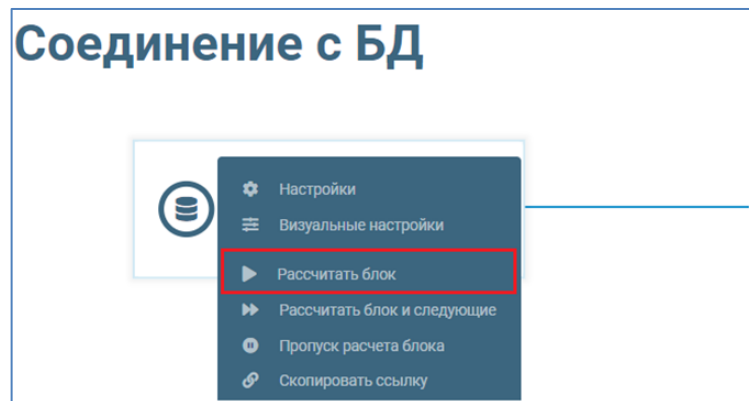 Соединение с БД
Настройки
Визуальные настройки
Рассчитать блок
Рассчитать блок и следующие
Пропуск расчета блока
Скопировать ссылку